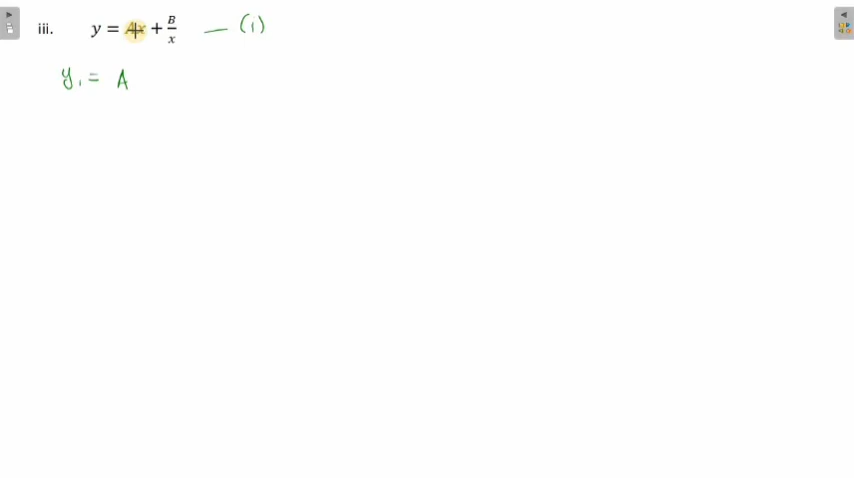 iii. y = Ax + B/x — (1)
y₁ = A